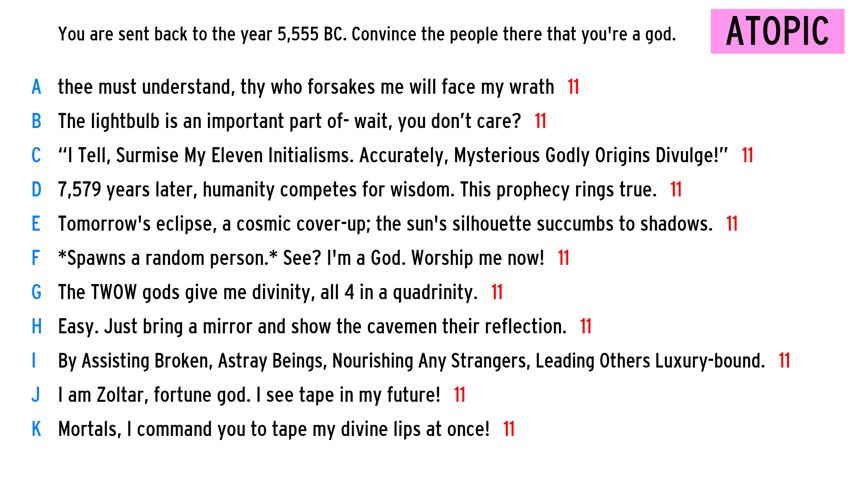 You are sent back to the year 5,555 BC. Convince the people there that you're a god.
ATOPIC
A thee must understand, thy who forsakes me will face my wrath 11
B The lightbulb is an important part of- wait, you don’t care? 11
C “I Tell, Surmise My Eleven Initialisms. Accurately, Mysterious Godly Origins Divulge!” 11
D 7,579 years later, humanity competes for wisdom. This prophecy rings true. 11
E Tomorrow's eclipse, a cosmic cover-up; the sun's silhouette succumbs to shadows. 11
F *Spawns a random person.* See? I'm a God. Worship me now! 11
G The TWOW gods give me divinity, all 4 in a quadrinity. 11
H Easy. Just bring a mirror and show the cavemen their reflection. 11
I By Assisting Broken, Astray Beings, Nourishing Any Strangers, Leading Others Luxury-bound. 11
J I am Zoltar, fortune god. I see tape in my future! 11
K Mortals, I command you to tape my divine lips at once! 11